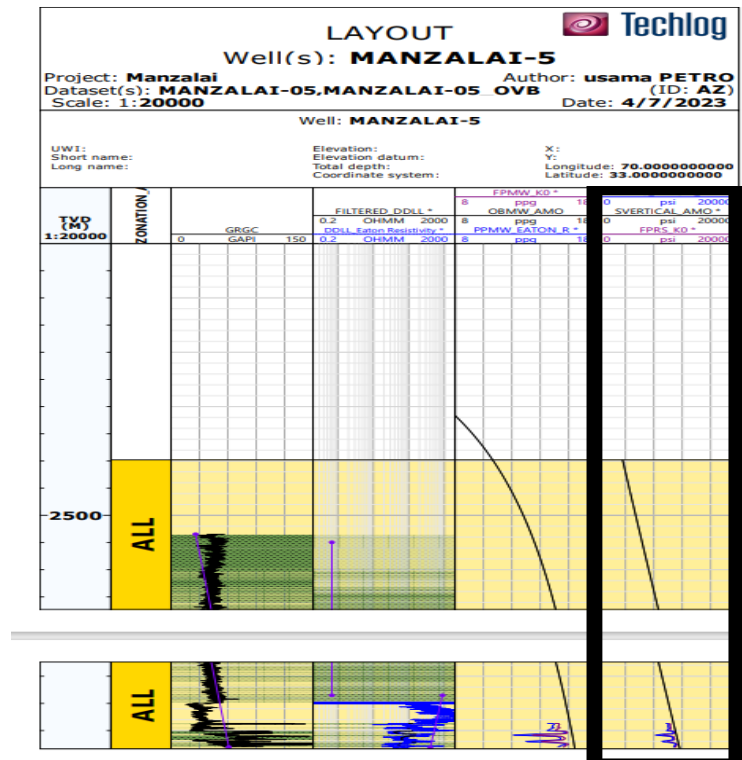 LAYOUT
Techlog
Well(s): MANZALAI-5
Project: Manzalai
Author: usama PETRO
Dataset(s): MANZALAI-05,MANZALAI-05_OVB
(ID: AZ)
Scale: 1:20000
Date: 4/7/2023
Well: MANZALAI-5
UWI:
Short name:
Long name:
Elevation:
Elevation datum:
Total depth:
Coordinate system:
X:
Y:
Longitude: 70.0000000000
Latitude: 33.0000000000
TVD
(M)
1:20000
ZONATION_
GRGC
0 GAPI 150
FILTERED_DDLL *
0.2 OHMM 2000
DDLL_Eaton Resistivity *
0.2 OHMM 2000
FPMW_K0 *
8 ppg 18
OBMW_AMO
8 ppg 18
PPMW_EATON_R *
8 ppg 18
0 psi 20000
SVERTICAL_AMO *
0 psi 20000
FPRS_K0 *
0 psi 20000
2500
ALL
ALL